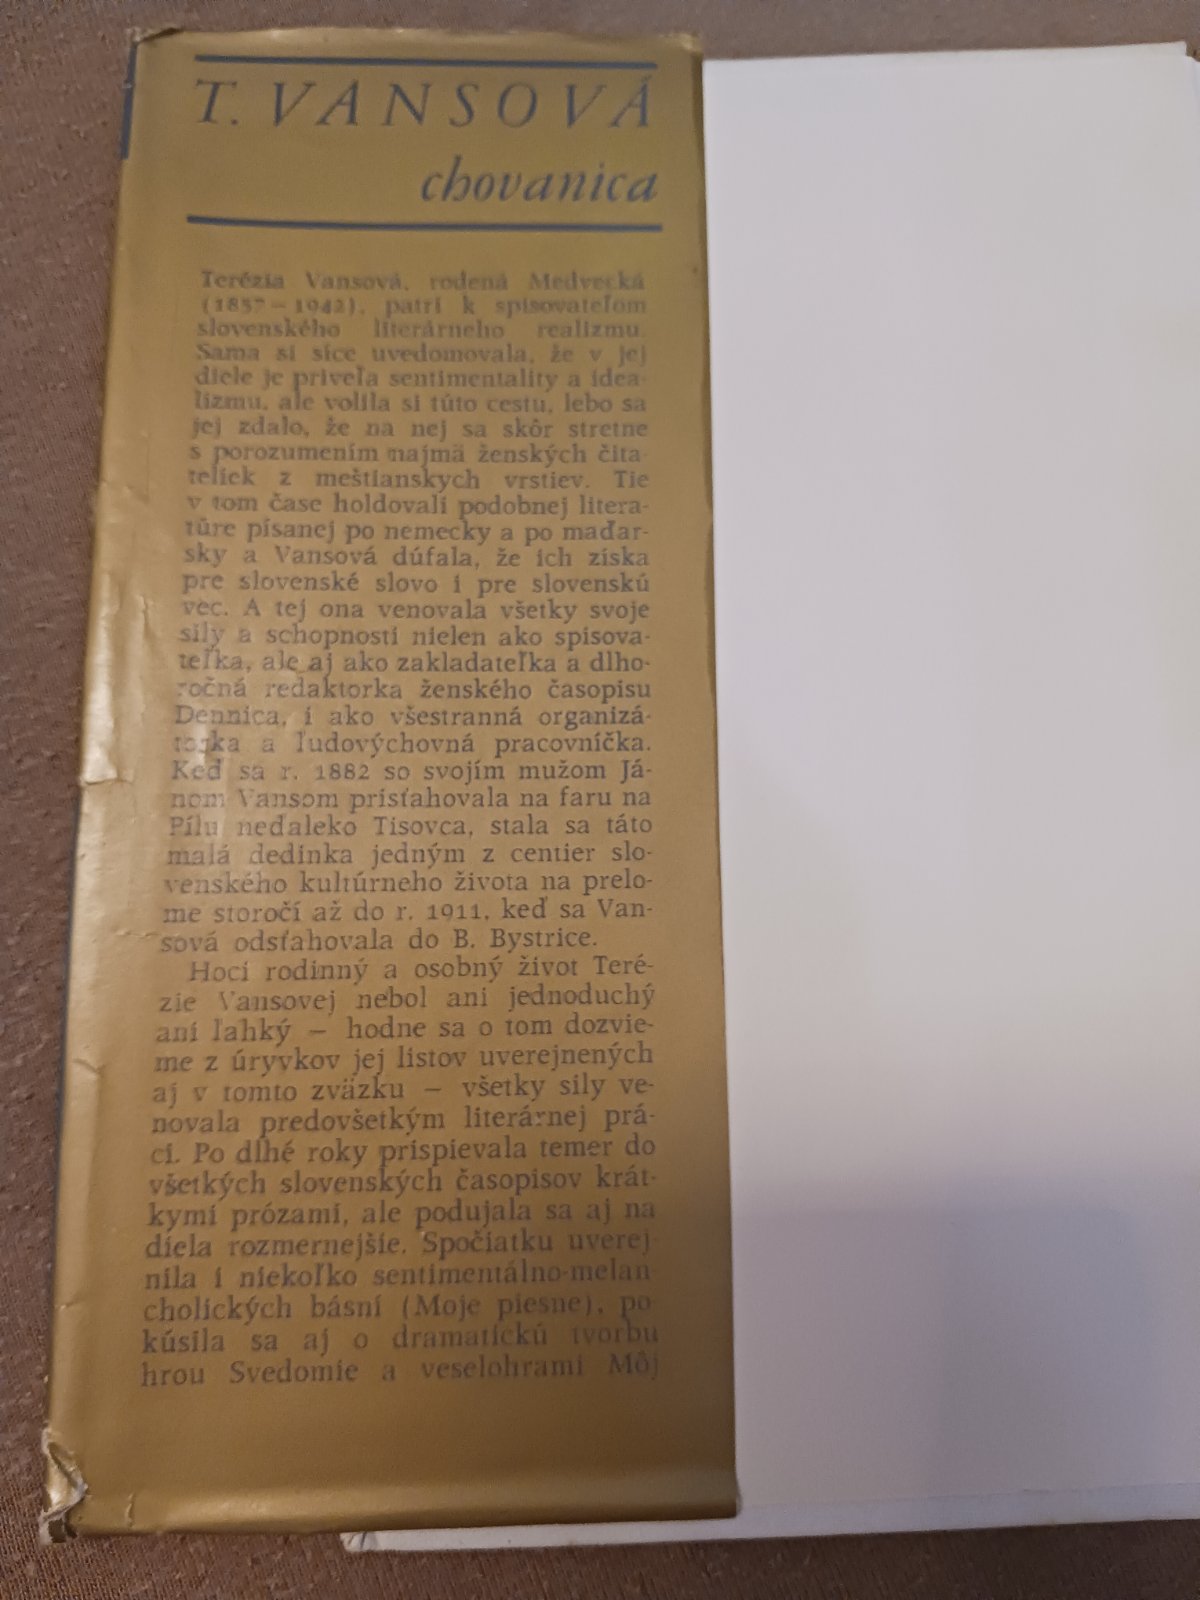 T. VANSOVÁ
chovanica
Terézia Vansová, rodená Medvecká
(1857–1942), patrí k spisovateľom
slovenského literárneho realizmu.
Sama si síce uvedomovala, že v jej
diele je priveľa sentimentality a idea-
lizmu, ale volila si túto cestu, lebo sa
jej zdalo, že na nej sa skôr stretne
s porozumením najmä ženských čita-
teliek z meštianskych vrstiev. Tie
v tom čase holdovali podobnej litera-
túre písanej po nemecky a po maďar-
sky a Vansová dúfala, že ich získa
pre slovenské slovo i pre slovenskú
vec. A tej ona venovala všetky svoje
sily a schopnosti nielen ako spisova-
teľka, ale aj ako zakladateľka a dlho-
ročná redaktorka ženského časopisu
Dennica, i ako všestranná organizá-
torka a ľudovýchovná pracovníčka.
Keď sa r. 1882 so svojím mužom Já-
nom Vansom prisťahovala na faru na
Pílu neďaleko Tisovca, stala sa táto
malá dedinka jedným z centier slo-
venského kultúrneho života na prelo-
me storočí až do r. 1911, keď sa Van-
sová odsťahovala do B. Bystrice.
Hoci rodinný a osobný život Teré-
zie Vansovej nebol ani jednoduchý
ani ľahký – hodne sa o tom dozvie-
me z úryvkov jej listov uverejnených
aj v tomto zväzku – všetky sily ve-
novala predovšetkým literárnej prá-
ci. Po dlhé roky prispievala temer do
všetkých slovenských časopisov krát-
kymi prózami, ale podujala sa aj na
diela rozmernejšie. Spočiatku uverej-
nila i niekoľko sentimentálno-melan-
cholických básní (Moje piesne), po-
kúsila sa aj o dramatickú tvorbu
hrou Svedomie a veselohrami Môj